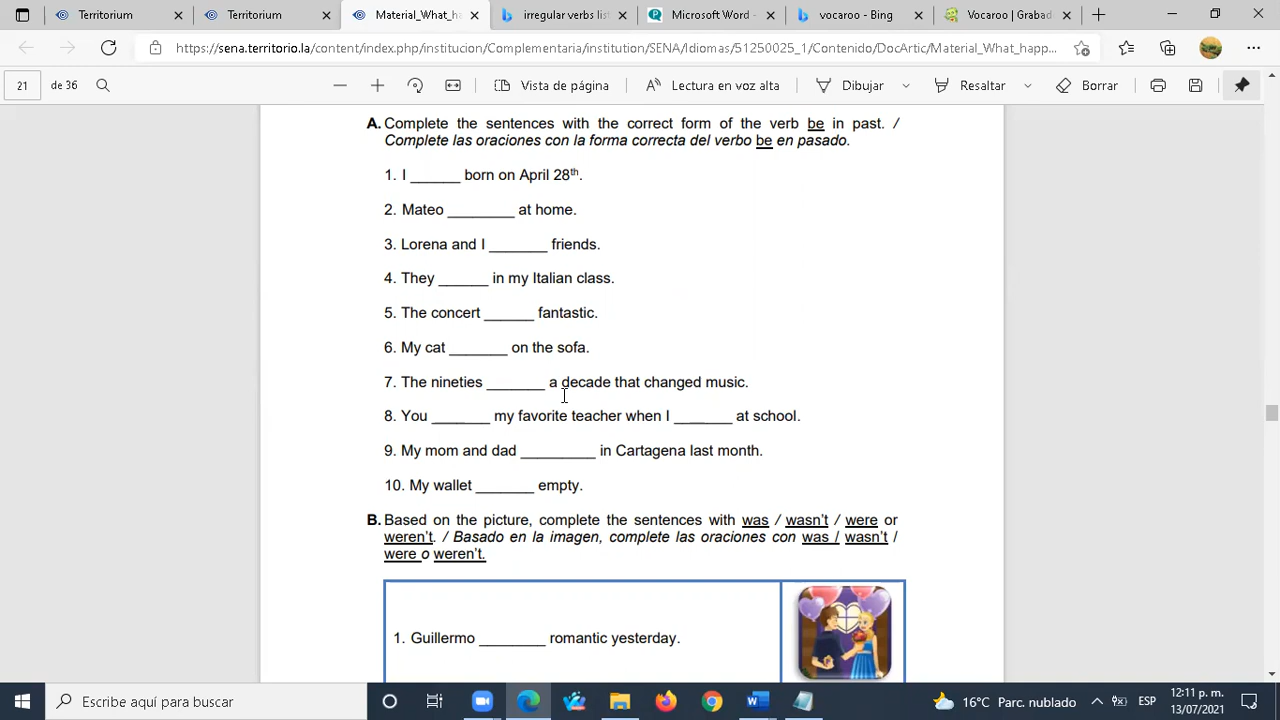 Territorium
Territorium
Material_What_ha
irregular verbs list
Microsoft Word -
vocaroo - Bing
Vocaroo | Grabad
https://sena.territorio.la/content/index.php/institucion/Complementaria/institution/SENA/Idiomas/51250025_1/Contenido/DocArtic/Material_What_happ...
21 de 36 Vista de página Lectura en voz alta Dibujar Resaltar Borrar
A. Complete the sentences with the correct form of the verb be in past. /
Complete las oraciones con la forma correcta del verbo be en pasado.
1. I ______ born on April 28th.
2. Mateo ________ at home.
3. Lorena and I _______ friends.
4. They ______ in my Italian class.
5. The concert ______ fantastic.
6. My cat _______ on the sofa.
7. The nineties _______ a decade that changed music.
8. You _______ my favorite teacher when I _______ at school.
9. My mom and dad _________ in Cartagena last month.
10. My wallet _______ empty.
B. Based on the picture, complete the sentences with was / wasn't / were or
weren't. / Basado en la imagen, complete las oraciones con was / wasn't /
were o weren't.
1. Guillermo ________ romantic yesterday.
Escribe aquí para buscar
16°C Parc. nublado
ESP
12:11 p. m.
13/07/2021